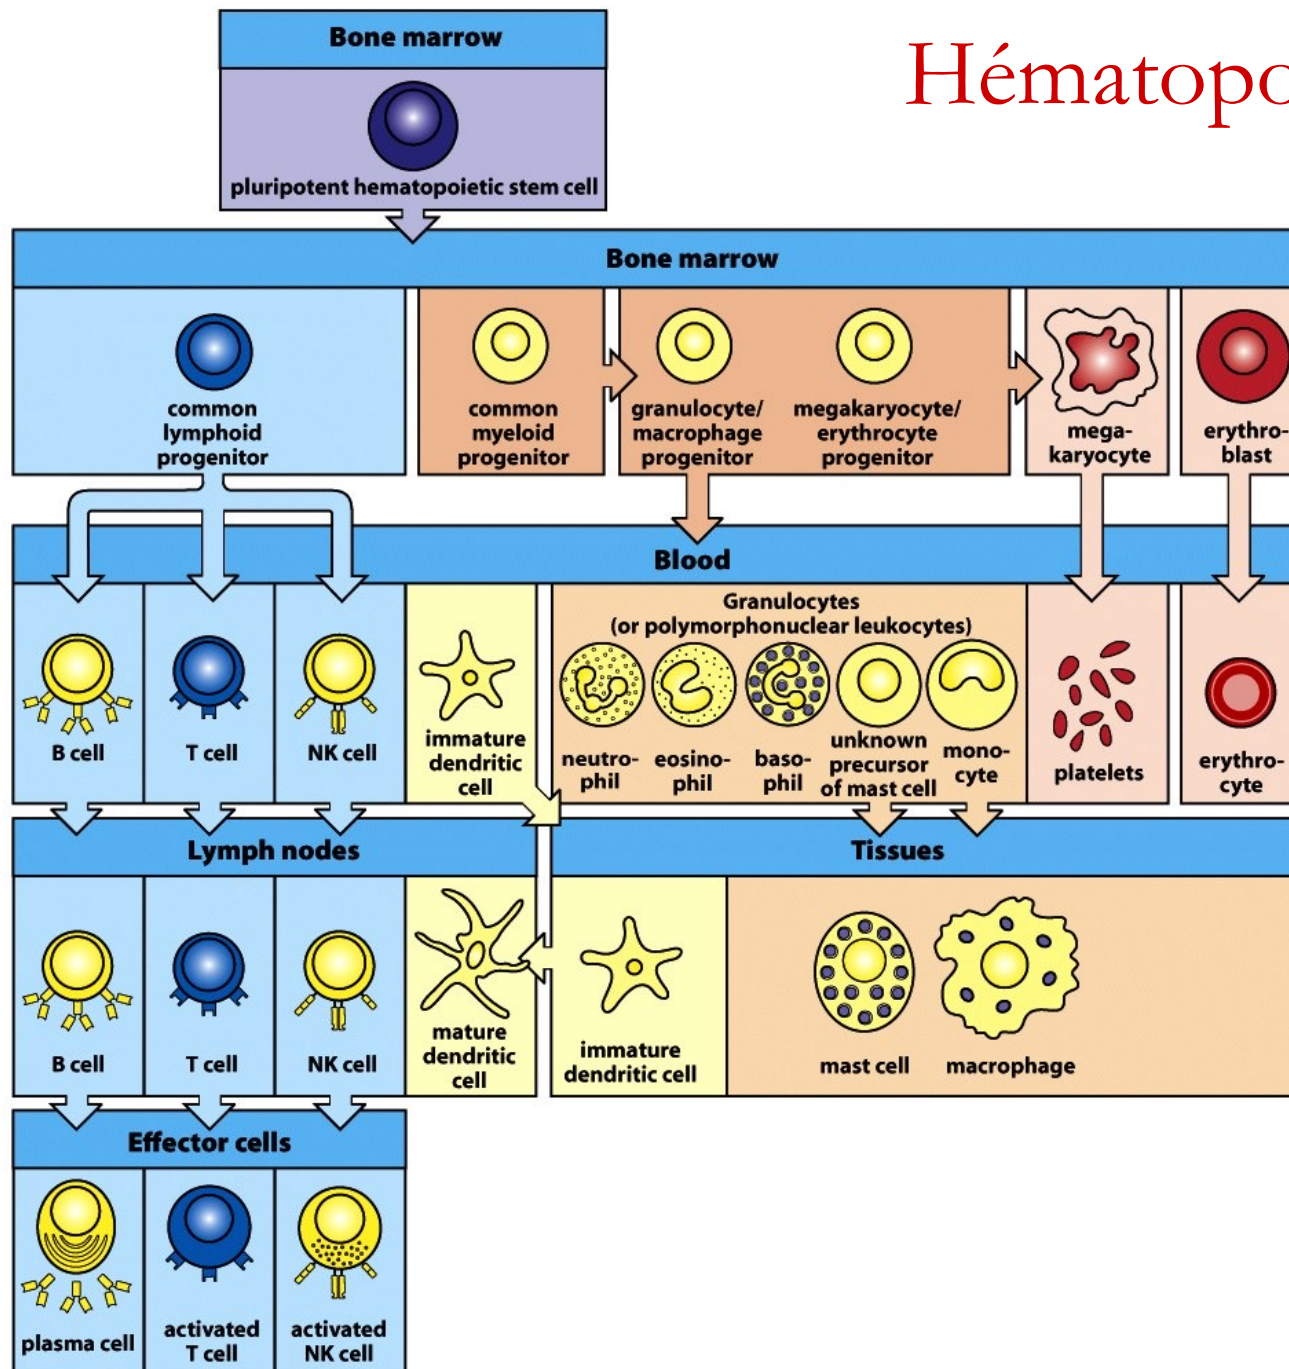 Hématopo
Bone marrow
pluripotent hematopoietic stem cell
Bone marrow
common
lymphoid
progenitor
common
myeloid
progenitor
granulocyte/
macrophage
progenitor
megakaryocyte/
erythrocyte
progenitor
mega-
karyocyte
erythro-
blast
Blood
B cell
T cell
NK cell
immature
dendritic
cell
Granulocytes
(or polymorphonuclear leukocytes)
neutro-
phil
eosino-
phil
baso-
phil
unknown
precursor
of mast cell
mono-
cyte
platelets
erythro-
cyte
Lymph nodes
Tissues
B cell
T cell
NK cell
mature
dendritic
cell
immature
dendritic cell
mast cell
macrophage
Effector cells
plasma cell
activated
T cell
activated
NK cell